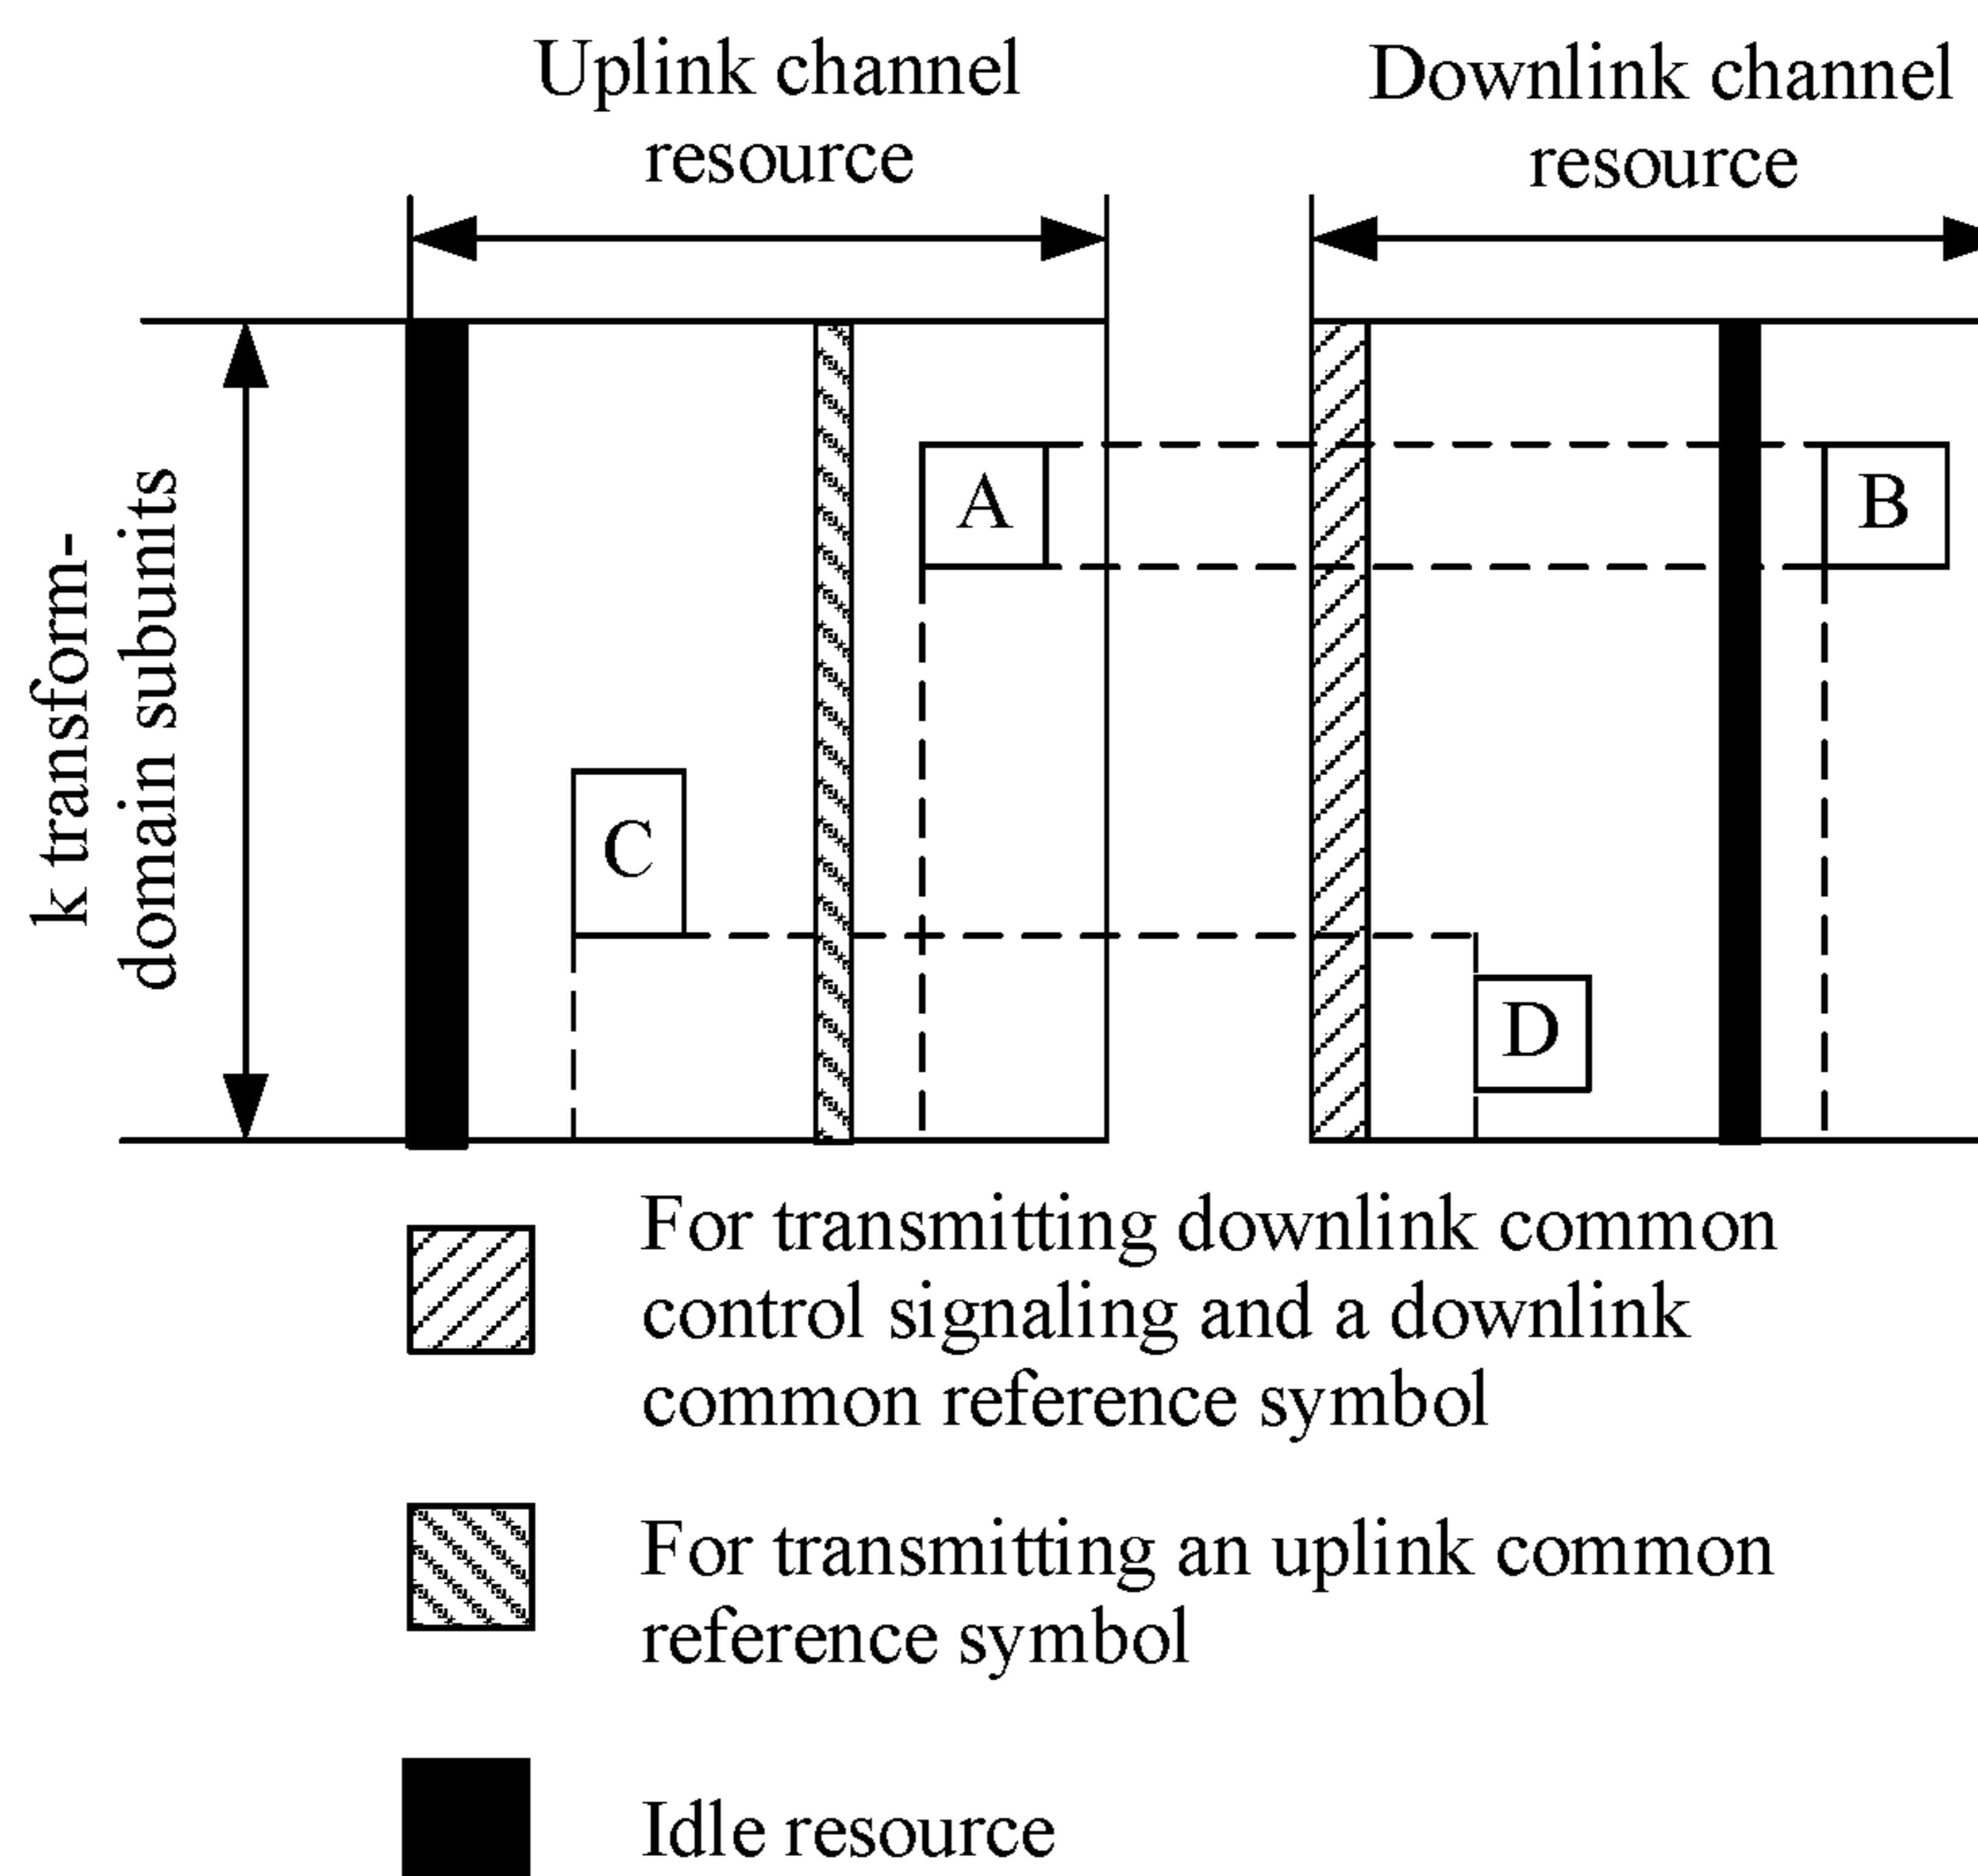 Uplink channel
resource
Downlink channel
resource
k transform-
domain subunits
A
B
C
D
For transmitting downlink common
control signaling and a downlink
common reference symbol
For transmitting an uplink common
reference symbol
Idle resource